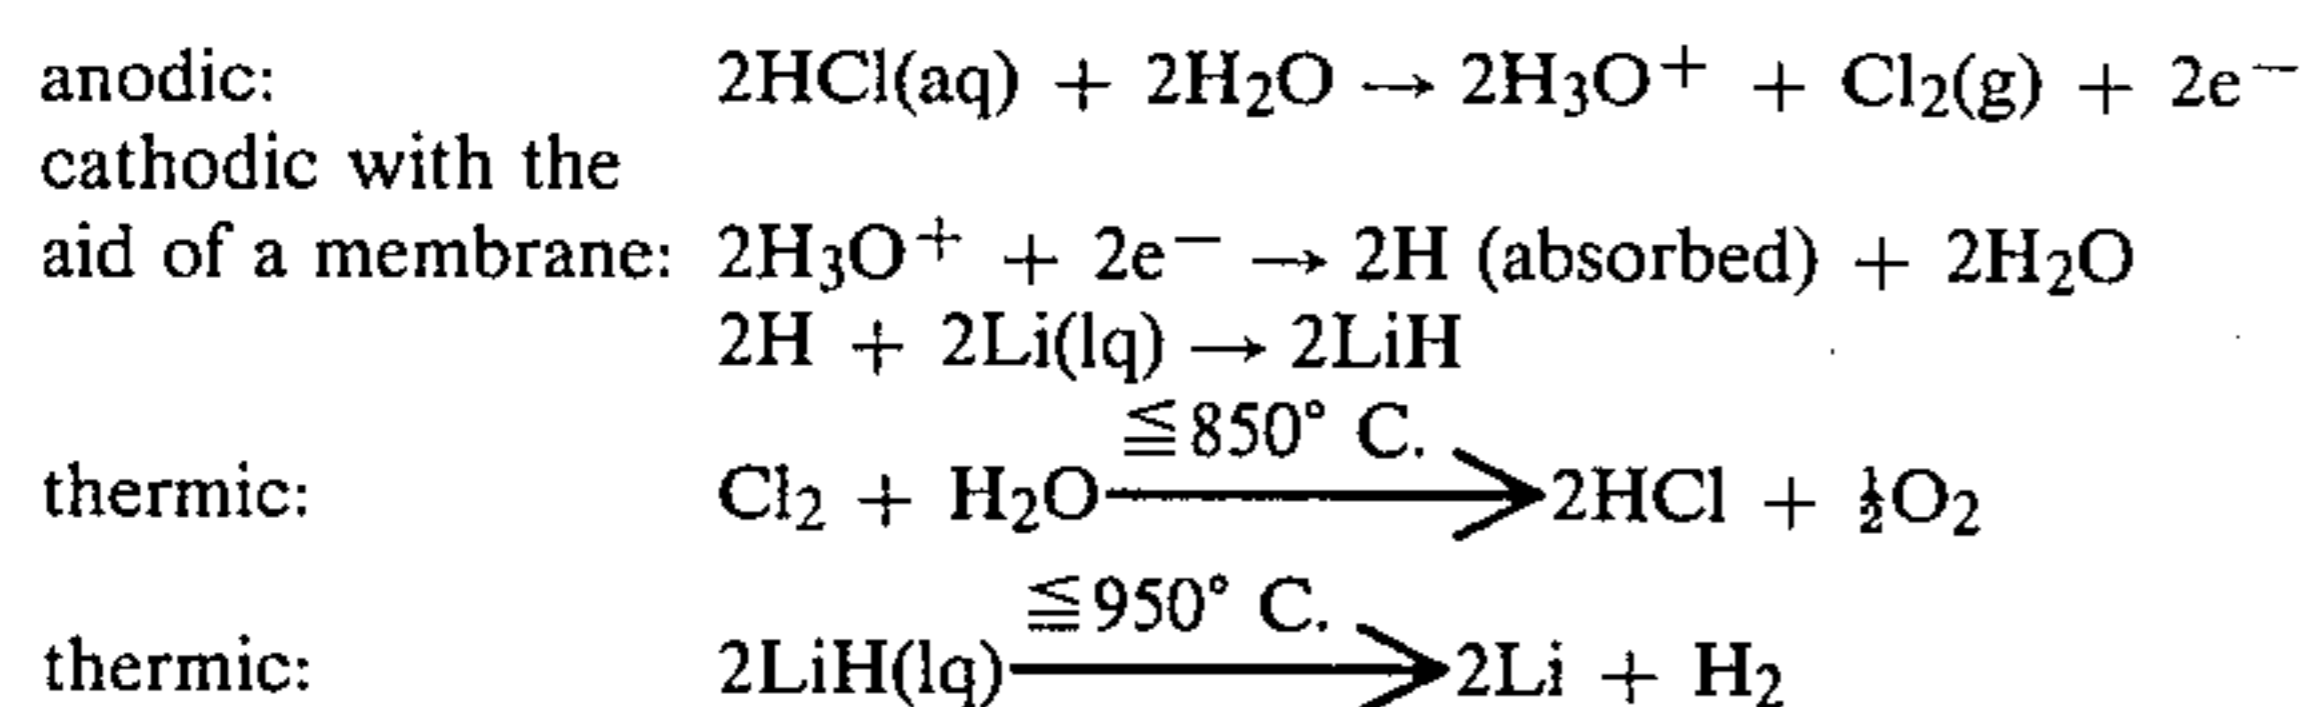 anodic: 2HCl(aq) + 2H₂O → 2H₃O⁺ + Cl₂(g) + 2e⁻
cathodic with the
aid of a membrane: 2H₃O⁺ + 2e⁻ → 2H (absorbed) + 2H₂O
2H + 2Li(lq) → 2LiH
≦850° C.
thermic: Cl₂ + H₂O → 2HCl + ½O₂
≦950° C.
thermic: 2LiH(lq) → 2Li + H₂